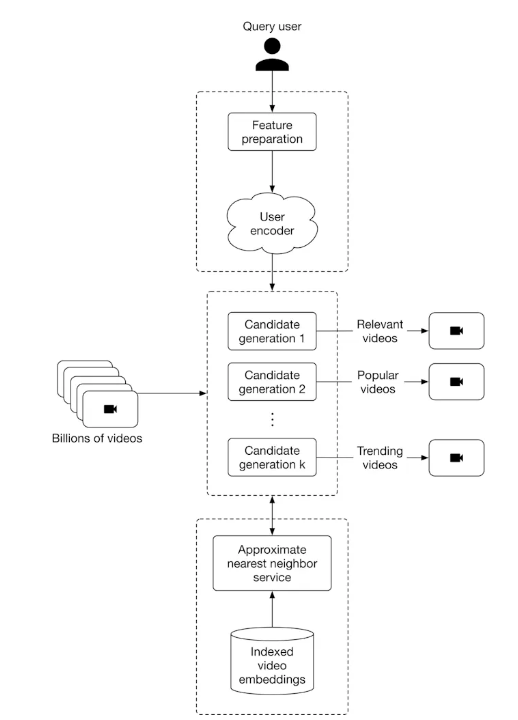 Query user
Feature
preparation
User
encoder
Candidate
generation 1
Relevant
videos
Candidate
generation 2
Popular
videos
Billions of videos
Candidate
generation k
Trending
videos
Approximate
nearest neighbor
service
Indexed
video
embeddings